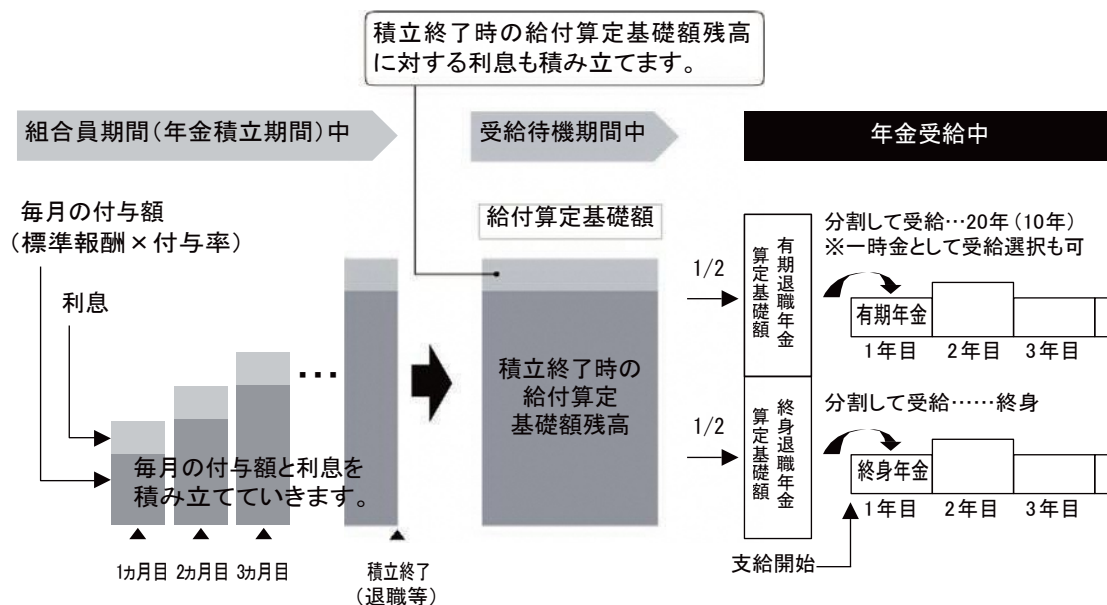 積立終了時の給付算定基礎額残高
に対する利息も積み立てます。
組合員期間(年金積立期間)中
受給待機期間中
年金受給中
毎月の付与額
(標準報酬×付与率)
利息
毎月の付与額と利息を
積み立てていきます。
1ヵ月目
2ヵ月目
3ヵ月目
…
積立終了
(退職等)
給付算定基礎額
積立終了時の
給付算定
基礎額残高
1/2
1/2
有期退職年金
算定基礎額
終身退職年金
算定基礎額
分割して受給…20年(10年)
※一時金として受給選択も可
有期年金
1年目
2年目
3年目
分割して受給……終身
終身年金
1年目
2年目
3年目
支給開始